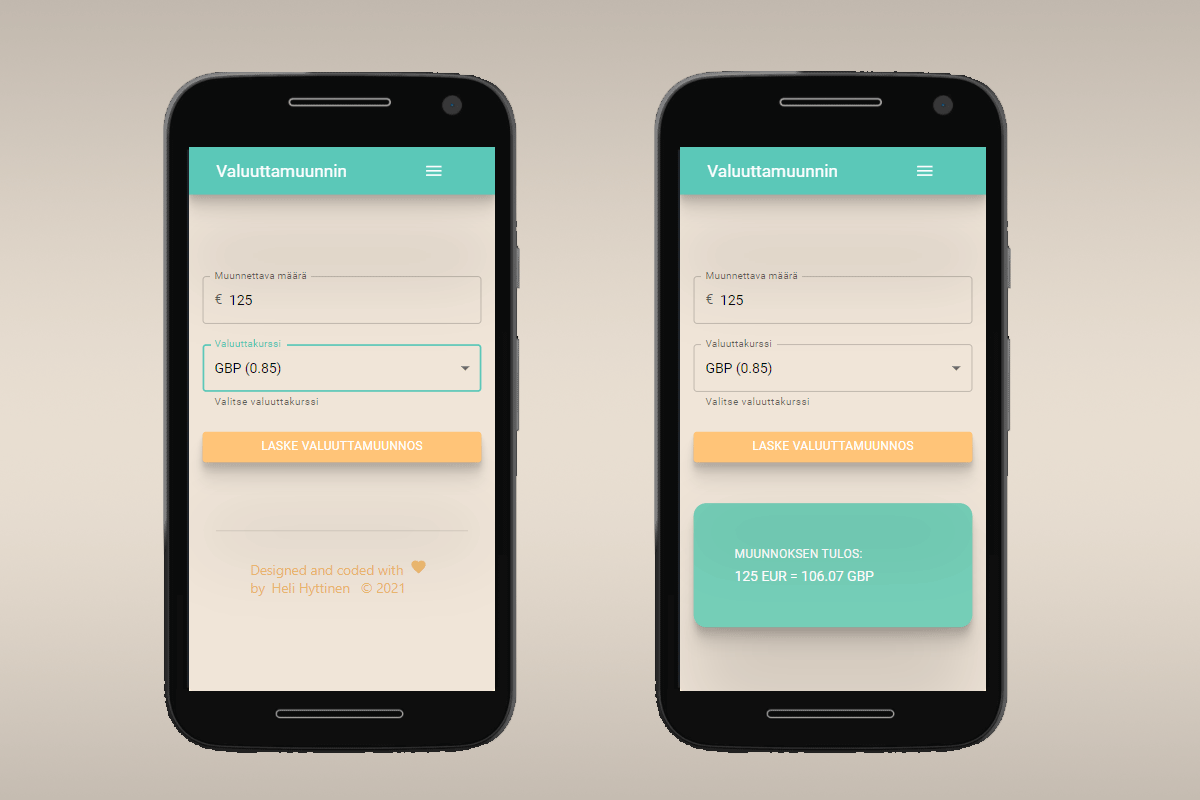 Valuuttamuunnin
Muunnettava määrä
€ 125
Valuuttakurssi
GBP (0.85)
Valitse valuuttakurssi
LASKE VALUUTTAMUUNNOS
Designed and coded with
by Heli Hyttinen © 2021
Valuuttamuunnin
Muunnettava määrä
€ 125
Valuuttakurssi
GBP (0.85)
Valitse valuuttakurssi
LASKE VALUUTTAMUUNNOS
MUUNNOKSEN TULOS:
125 EUR = 106.07 GBP